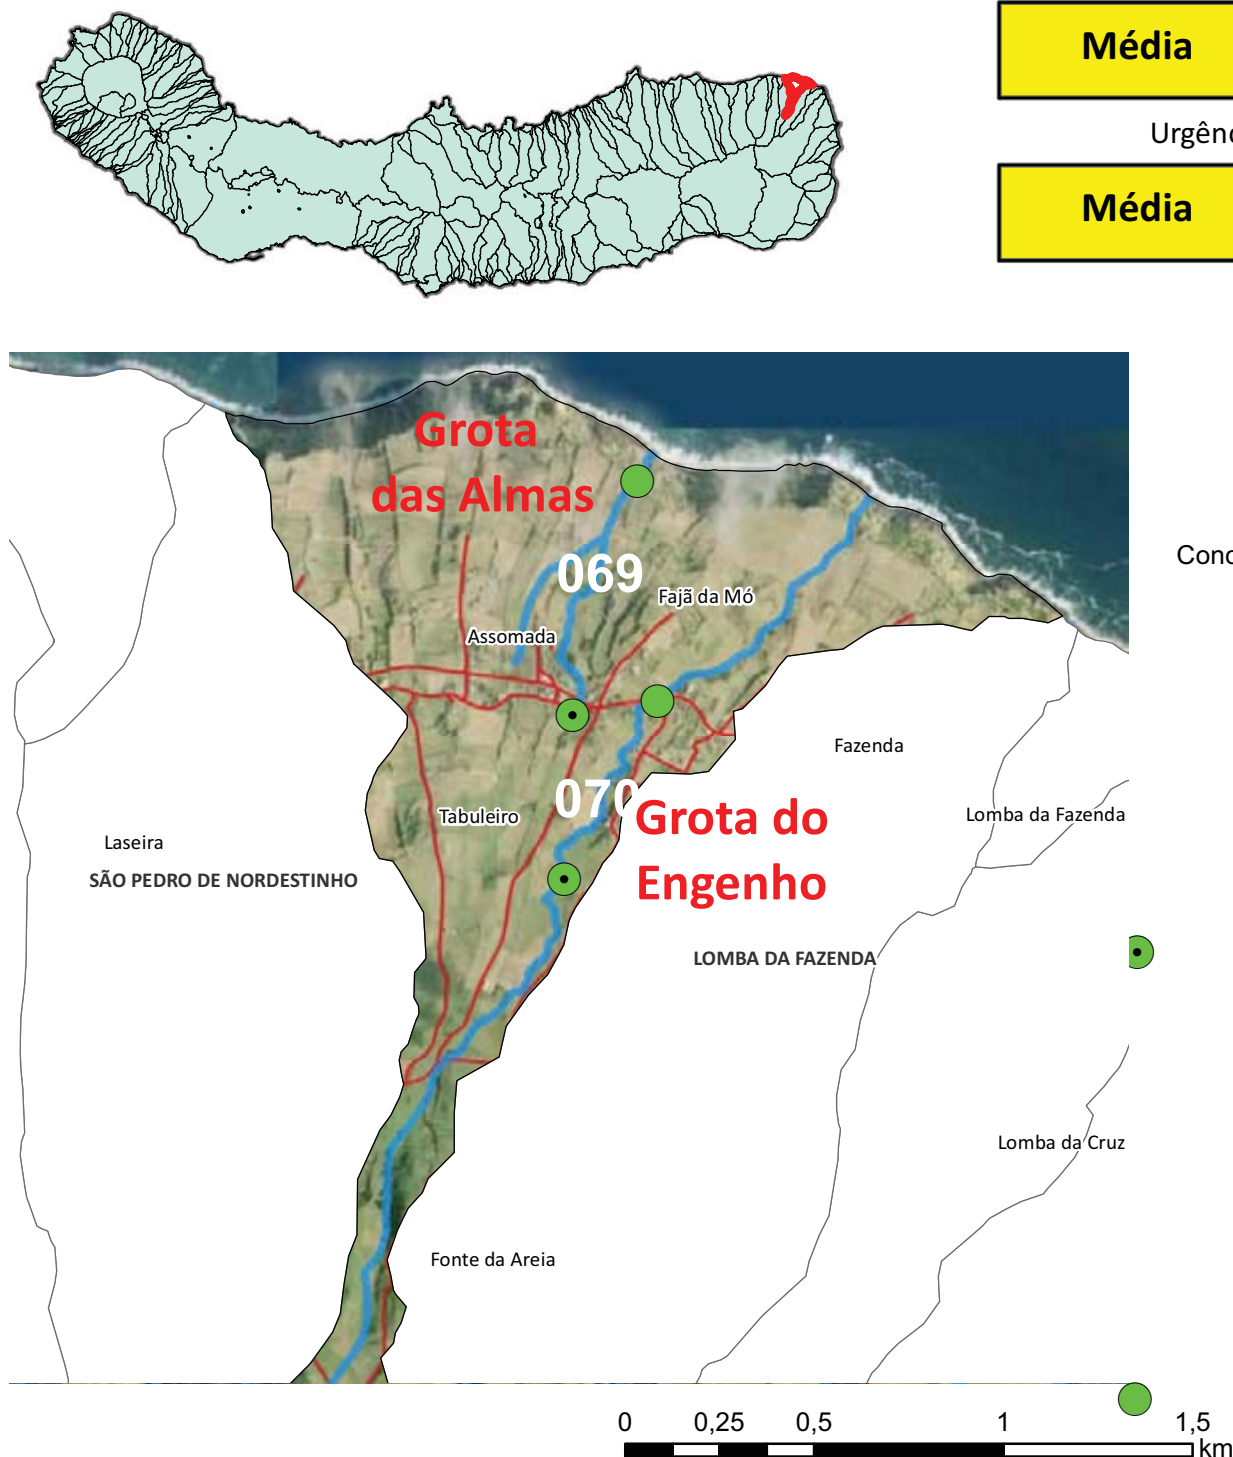 Média
Urgênc
Média
Grota
das Almas
Conc
069
Fajã da Mó
Assomada
Fazenda
070
Tabuleiro
Grota do
Engenho
Lomba da Fazenda
Laseira
SÃO PEDRO DE NORDESTINHO
LOMBA DA FAZENDA
Lomba da Cruz
Fonte da Areia
0 0,25 0,5 1 1,5
km